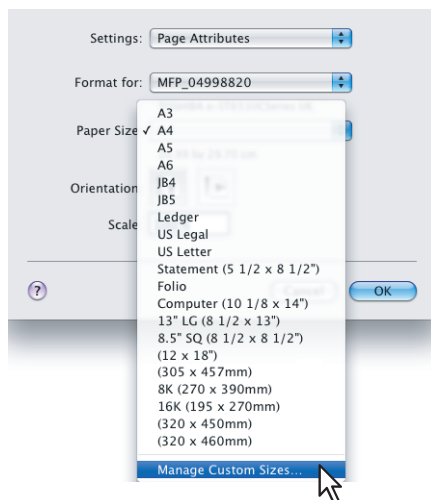 Settings: Page Attributes
Format for: MFP_04998820
Paper Size ✓ A4
A3
A5
A6
JB4
JB5
Ledger
US Legal
US Letter
Statement (5 1/2 x 8 1/2")
Folio
Computer (10 1/8 x 14")
13" LG (8 1/2 x 13")
8.5" SQ (8 1/2 x 8 1/2")
(12 x 18")
(305 x 457mm)
8K (270 x 390mm)
16K (195 x 270mm)
(320 x 450mm)
(320 x 460mm)
Manage Custom Sizes...
Orientation
Scale
?
Cancel
OK